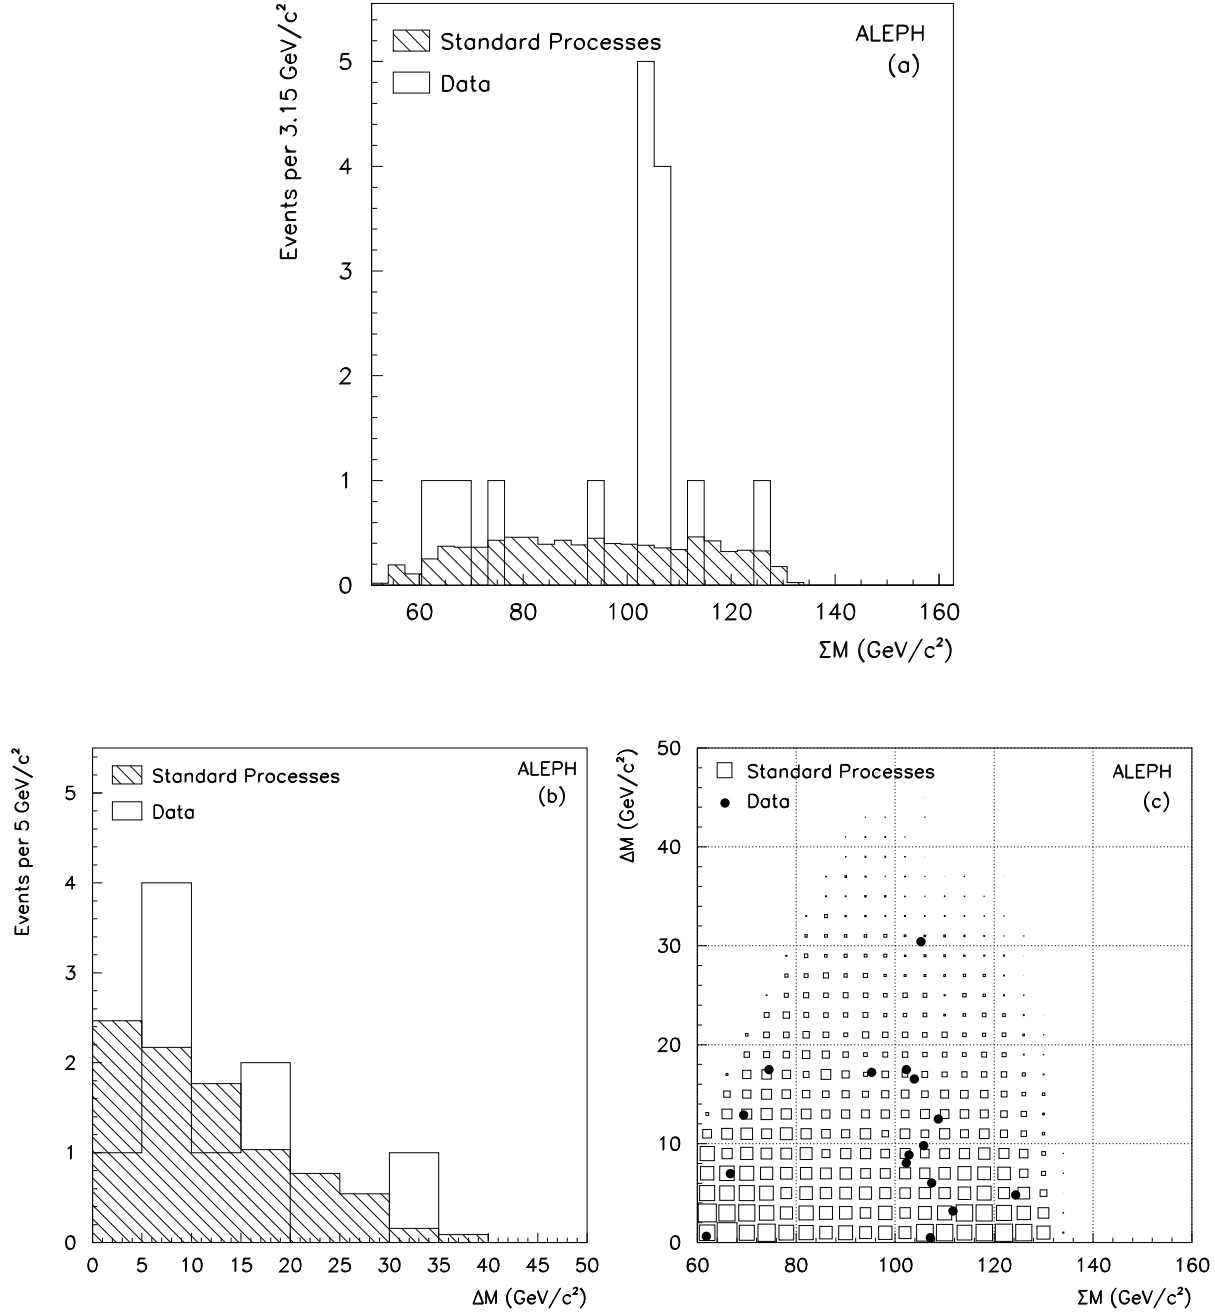 Events per 3.15 GeV/c²
Standard Processes
Data
ALEPH
(a)
5
4
3
2
1
0
60 80 100 120 140 160
ΣM (GeV/c²)
Events per 5 GeV/c²
Standard Processes
Data
ALEPH
(b)
5
4
3
2
1
0
0 5 10 15 20 25 30 35 40 45 50
ΔM (GeV/c²)
ΔM (GeV/c²)
Standard Processes
Data
ALEPH
(c)
50
40
30
20
10
0
60 80 100 120 140 160
ΣM (GeV/c²)